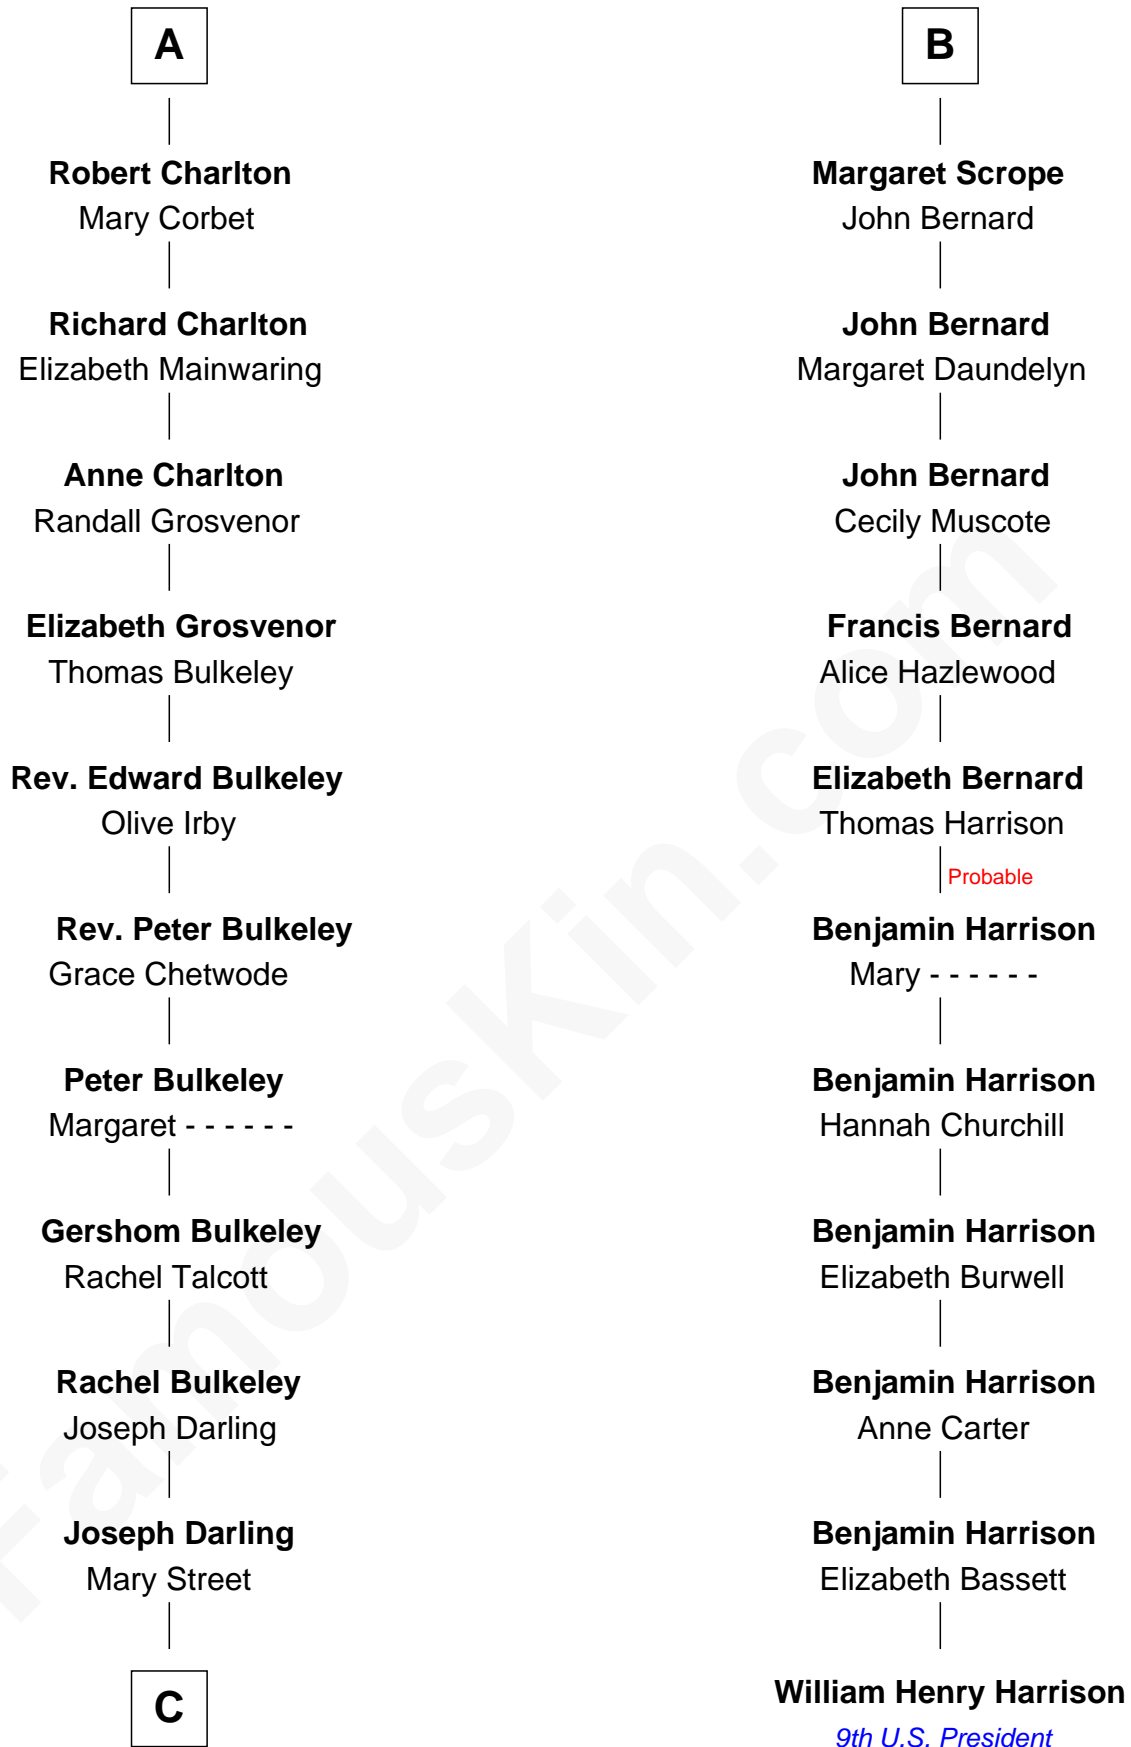 A
Robert Charlton
Mary Corbet
Richard Charlton
Elizabeth Mainwaring
Anne Charlton
Randall Grosvenor
Elizabeth Grosvenor
Thomas Bulkeley
Rev. Edward Bulkeley
Olive Irby
Rev. Peter Bulkeley
Grace Chetwode
Peter Bulkeley
Margaret - - - - - -
Gershom Bulkeley
Rachel Talcott
Rachel Bulkeley
Joseph Darling
Joseph Darling
Mary Street
C
B
Margaret Scrope
John Bernard
John Bernard
Margaret Daundelyn
John Bernard
Cecily Muscote
Francis Bernard
Alice Hazlewood
Elizabeth Bernard
Thomas Harrison
Probable
Benjamin Harrison
Mary - - - - - -
Benjamin Harrison
Hannah Churchill
Benjamin Harrison
Elizabeth Burwell
Benjamin Harrison
Anne Carter
Benjamin Harrison
Elizabeth Bassett
William Henry Harrison
9th U.S. President
FamousKin.com